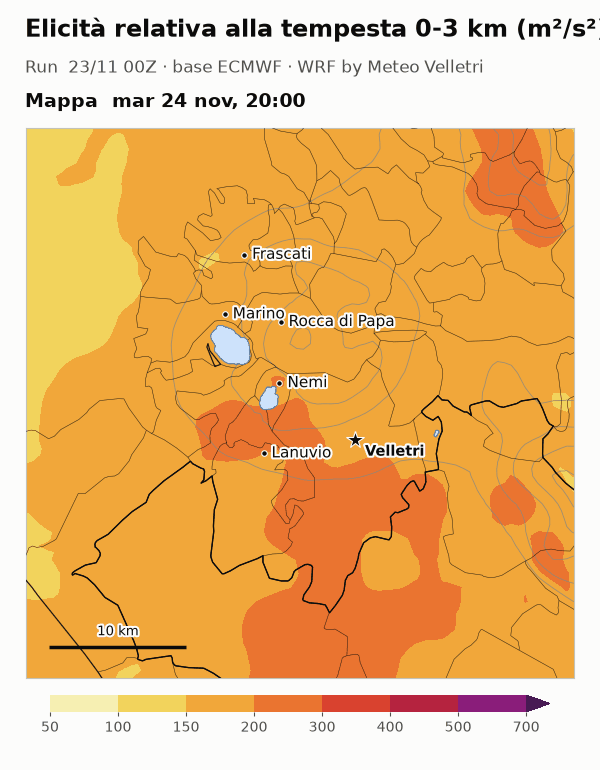 Elicità relativa alla tempesta 0-3 km (m²/s²)
Run 23/11 00Z · base ECMWF · WRF by Meteo Velletri
Mappa mar 24 nov, 20:00
Frascati
Marino
Rocca di Papa
Nemi
Velletri
Lanuvio
10 km
50 100 150 200 300 400 500 700